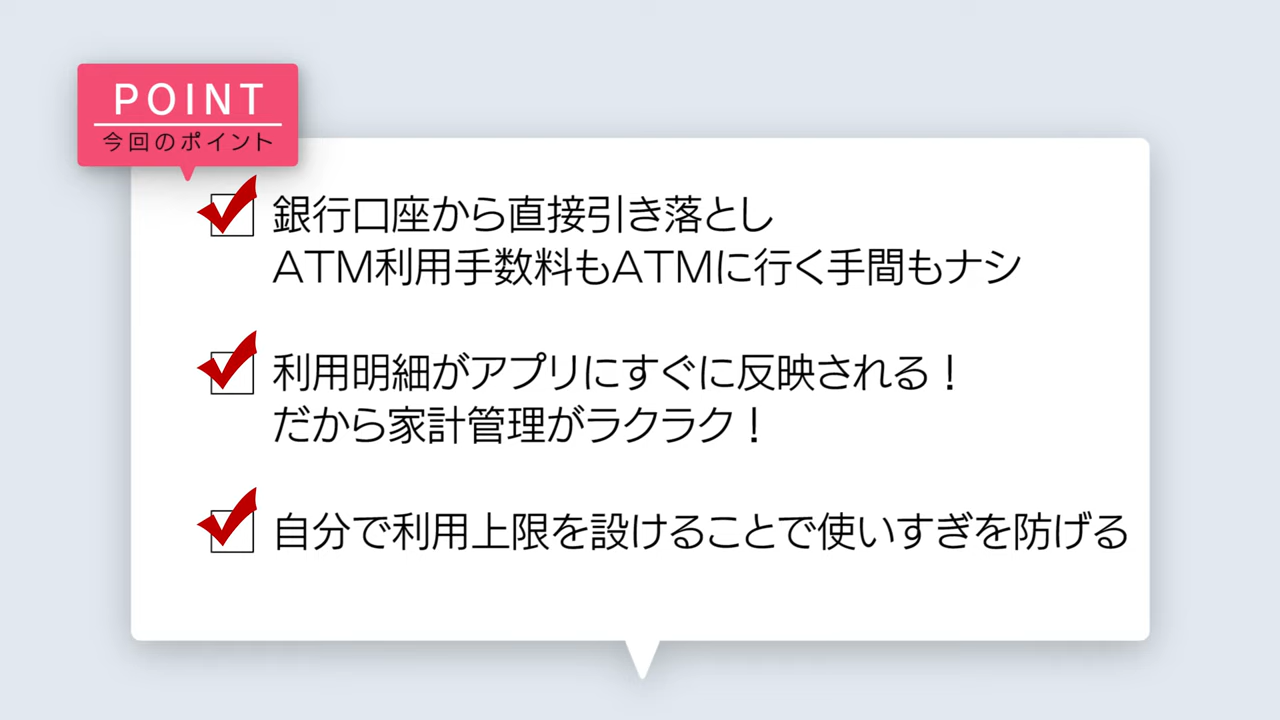 POINT
今回のポイント
銀行口座から直接引き落とし
ATM利用手数料もATMに行く手間もナシ
利用明細がアプリにすぐに反映される！
だから家計管理がラクラク！
自分で利用上限を設けることで使いすぎを防げる